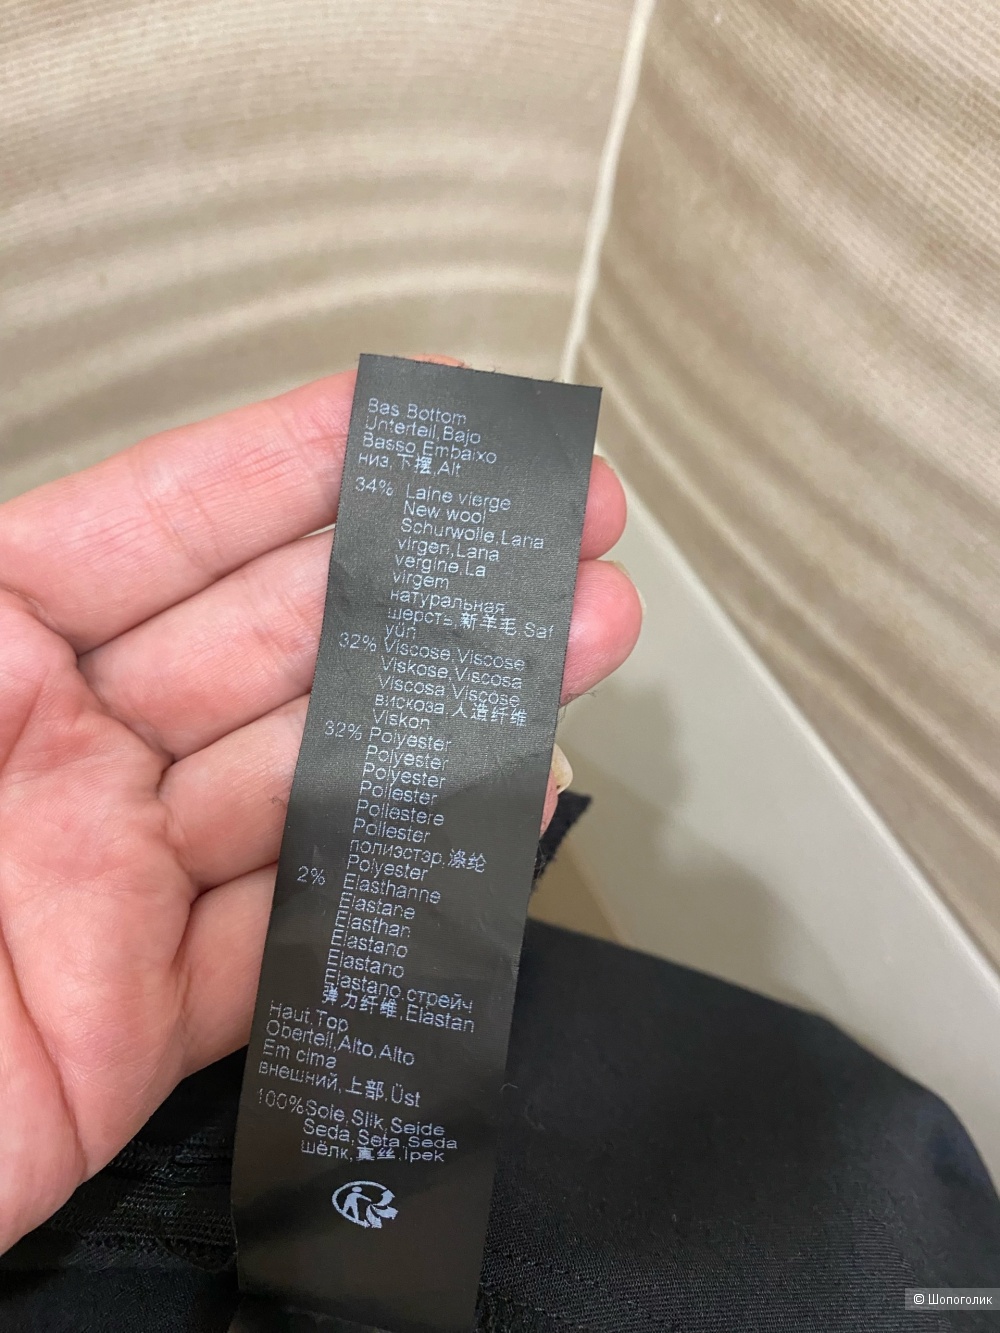 Bas Bottom
Unterteil,Bajo
Basso,Embaixo
низ,下摆,Alt
34% Laine vierge
New wool
Schurwolle,Lana
virgen,Lana
vergine,La
virgem
натуральная
шерсть,新羊毛,Saf
yün
32% Viscose,Viscose
Viskose,Viscosa
Viscosa,Viscose
вискоза,人造纤维
Viskon
32% Polyester
Polyester
Polyester
Poliester
Poliestere
Poliester
полиэстэр,涤纶
Polyester
2% Elasthanne
Elastane
Elasthan
Elastano
Elastano
Elastano,стрейч
弹力纤维,Elastan
Haut,Top
Oberteil,Alto,Alto
Em cima
внешний,上部,Üst
100%Soie,Silk,Seide
Seda,Seta,Seda
шёлк,真丝,Ipek
© Шопоголик